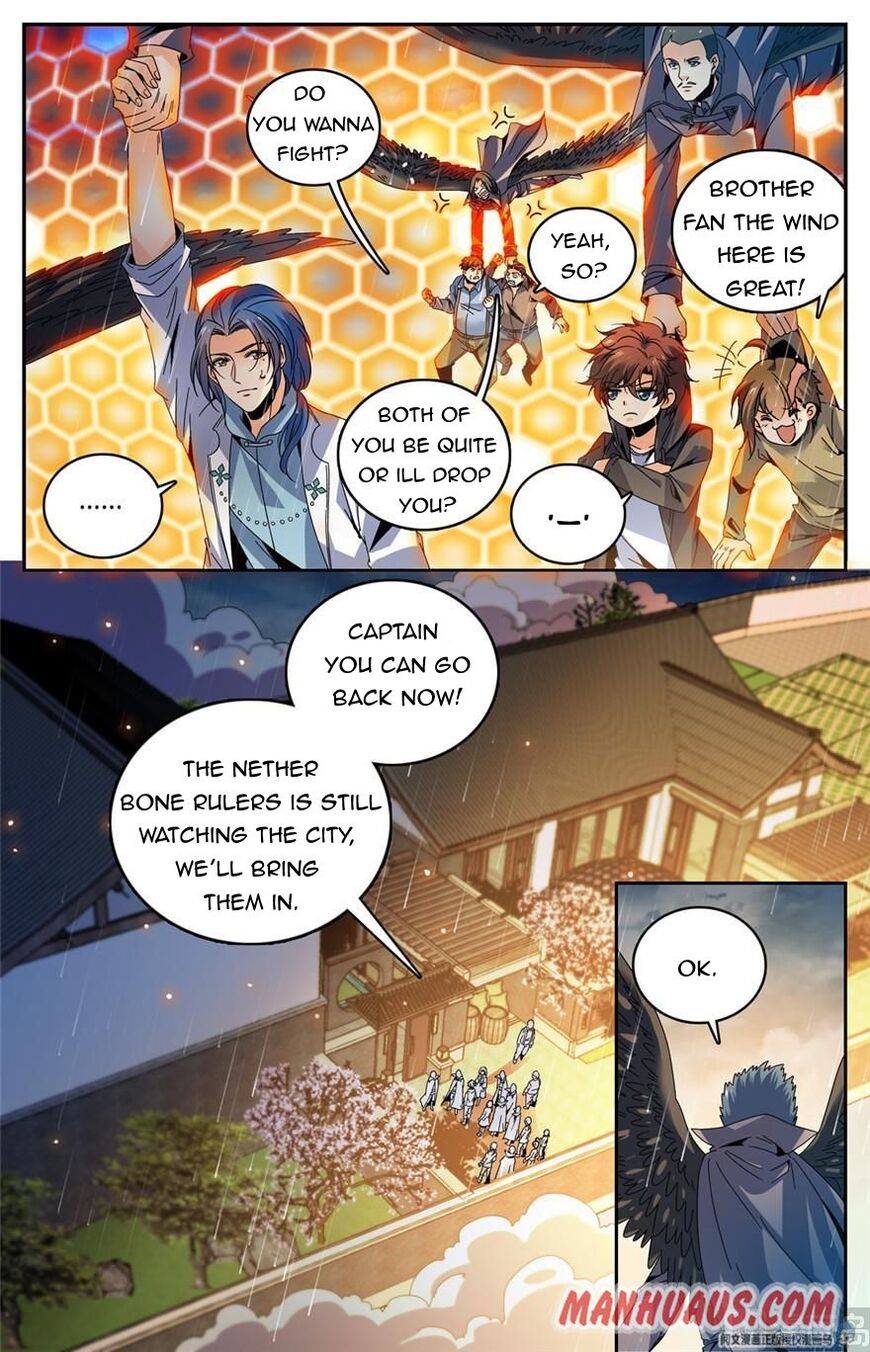 DO
YOU WANNA
FIGHT?
YEAH,
SO?
BROTHER
FAN THE WIND
HERE IS
GREAT!
BOTH OF
YOU BE QUITE
OR ILL DROP
YOU?
......
'—'
CAPTAIN
YOU CAN GO
BACK NOW!
THE NETHER
BONE RULERS IS STILL
WATCHING THE CITY,
WE'LL BRING
THEM IN.
OK.
MANHUAUS.COM